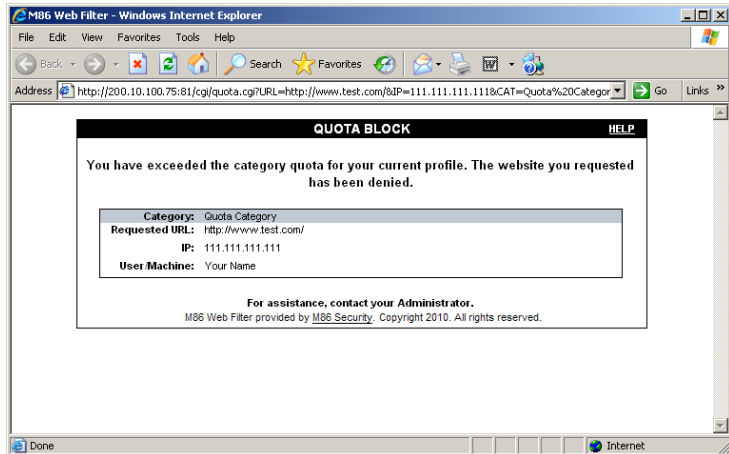 M86 Web Filter - Windows Internet Explorer
File Edit View Favorites Tools Help
Back Search Favorites
Address http://200.10.100.75:81/cgi/quota.cgi?URL=http://www.test.com/&IP=111.111.111.111&CAT=Quota%20Categor Go Links »
QUOTA BLOCK HELP
You have exceeded the category quota for your current profile. The website you requested
has been denied.
Category: Quota Category
Requested URL: http://www.test.com/
IP: 111.111.111.111
User/Machine: Your Name
For assistance, contact your Administrator.
M86 Web Filter provided by M86 Security. Copyright 2010. All rights reserved.
Done Internet